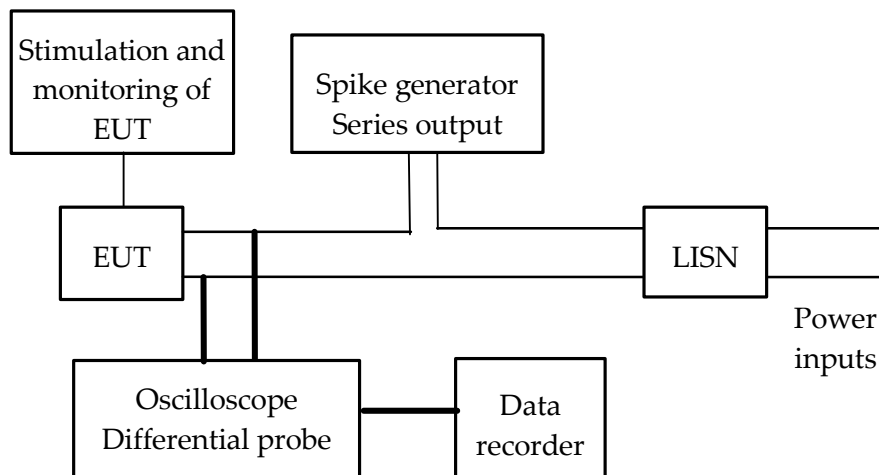 Stimulation and
monitoring of
EUT
Spike generator
Series output
EUT
LISN
Power
inputs
Oscilloscope
Differential probe
Data
recorder